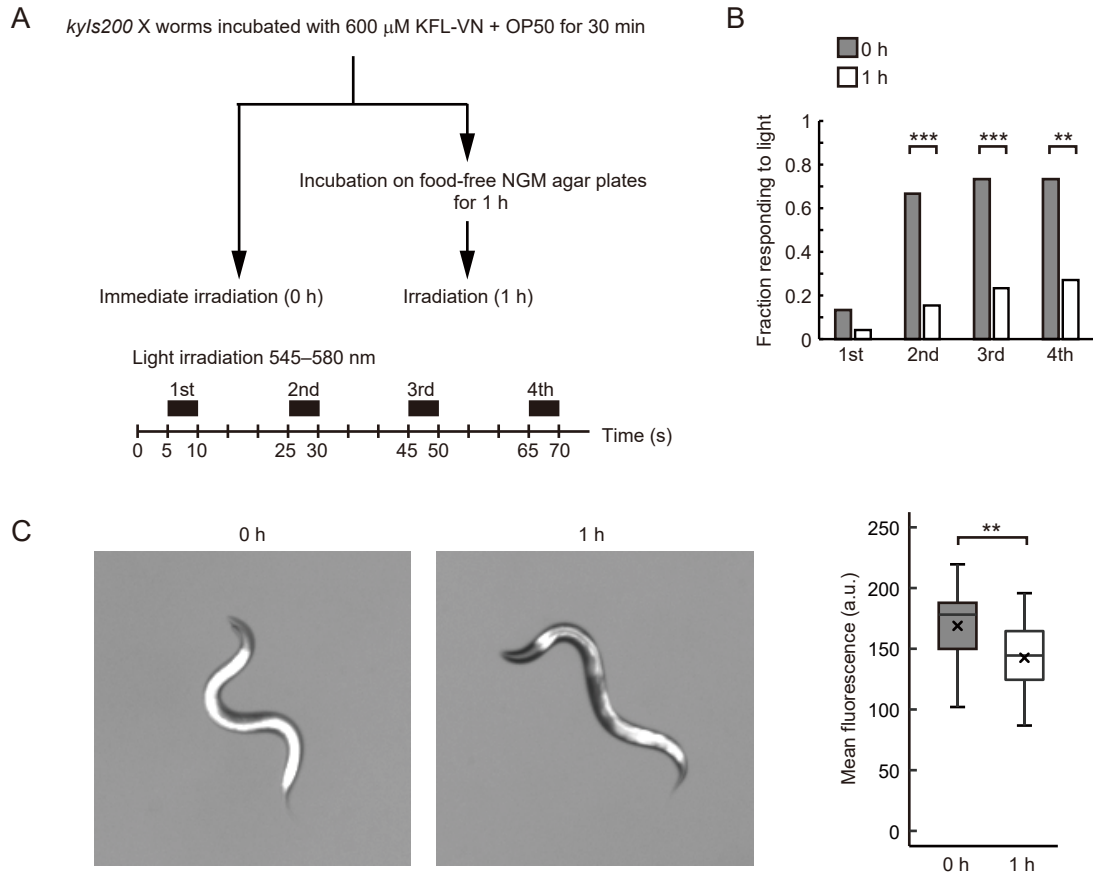 A
kyIs200 X worms incubated with 600 μM KFL-VN + OP50 for 30 min
Incubation on food-free NGM agar plates
for 1 h
Immediate irradiation (0 h)
Irradiation (1 h)
Light irradiation 545–580 nm
1st
2nd
3rd
4th
0
5
10
25
30
45
50
65
70
Time (s)
B
0 h
1 h
Fraction responding to light
1
0.8
0.6
0.4
0.2
0
***
***
**
1st
2nd
3rd
4th
C
0 h
1 h
Mean fluorescence (a.u.)
250
200
150
100
50
0
**
0 h
1 h